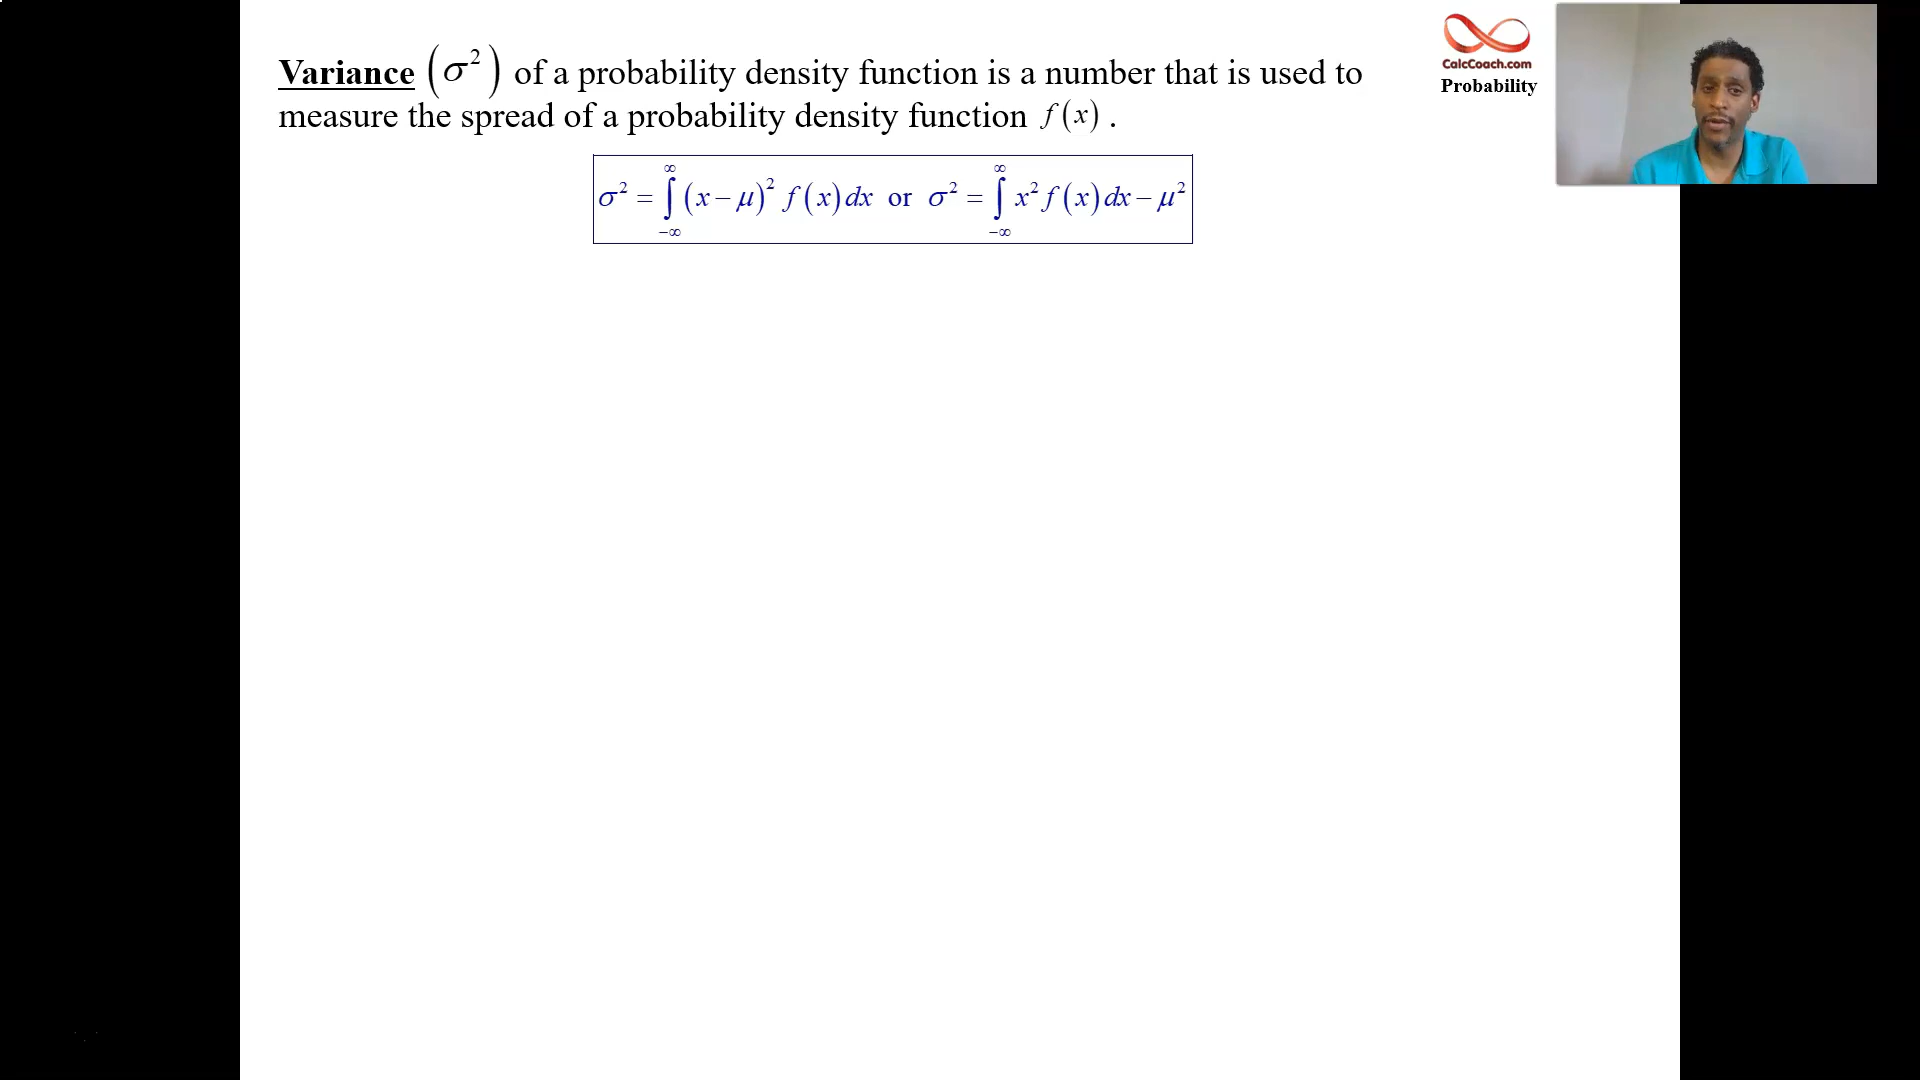 Variance (σ²) of a probability density function is a number that is used to
measure the spread of a probability density function f(x) .
σ² = ∫_{-∞}^{∞} (x − μ)² f(x) dx or σ² = ∫_{-∞}^{∞} x² f(x) dx − μ²
CalcCoach.com
Probability